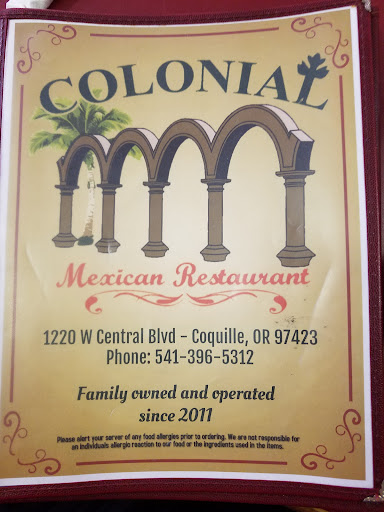 COLONIAL
Mexican Restaurant
1220 W Central Blvd - Coquille, OR 97423
Phone: 541-396-5312
Family owned and operated
since 2011
Please alert your server of any food allergies prior to ordering. We are not responsible for
an individuals allergic reaction to our food or the ingredients used in the items.